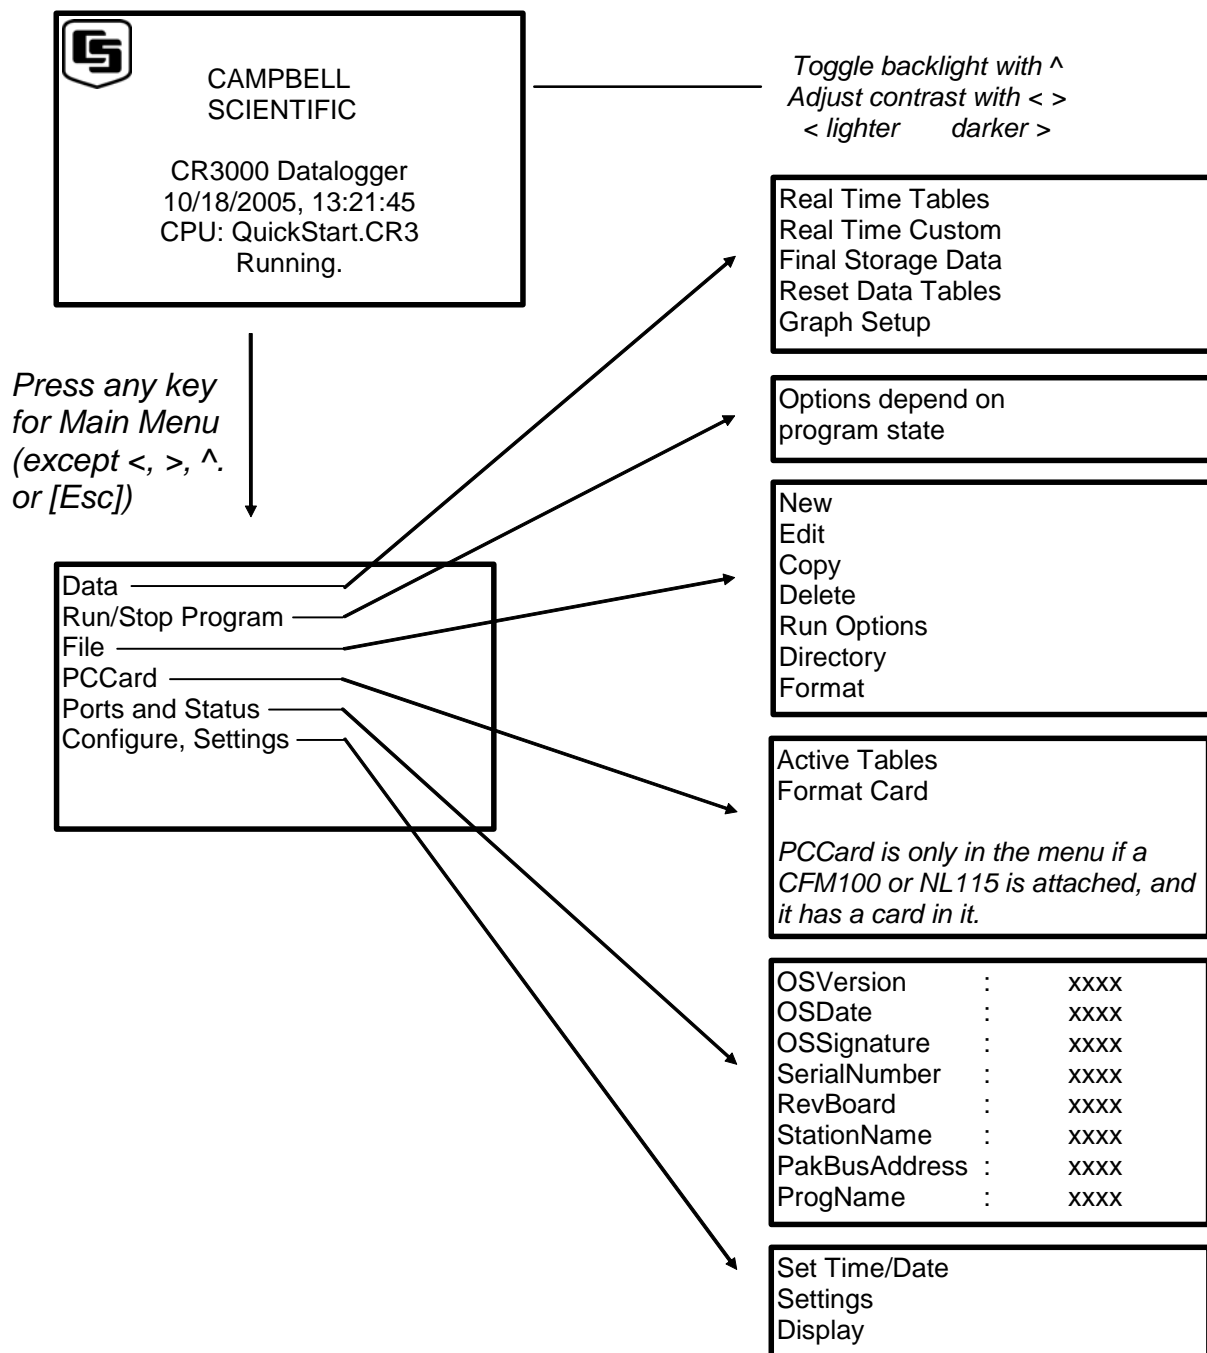 CAMPBELL
SCIENTIFIC
CR3000 Datalogger
10/18/2005, 13:21:45
CPU: QuickStart.CR3
Running.
Toggle backlight with ^
Adjust contrast with < >
< lighter darker >
Press any key
for Main Menu
(except <, >, ^.
or [Esc])
Data
Run/Stop Program
File
PCCard
Ports and Status
Configure, Settings
Real Time Tables
Real Time Custom
Final Storage Data
Reset Data Tables
Graph Setup
Options depend on
program state
New
Edit
Copy
Delete
Run Options
Directory
Format
Active Tables
Format Card
PCCard is only in the menu if a
CFM100 or NL115 is attached, and
it has a card in it.
OSVersion : xxxx
OSDate : xxxx
OSSignature : xxxx
SerialNumber : xxxx
RevBoard : xxxx
StationName : xxxx
PakBusAddress : xxxx
ProgName : xxxx
Set Time/Date
Settings
Display